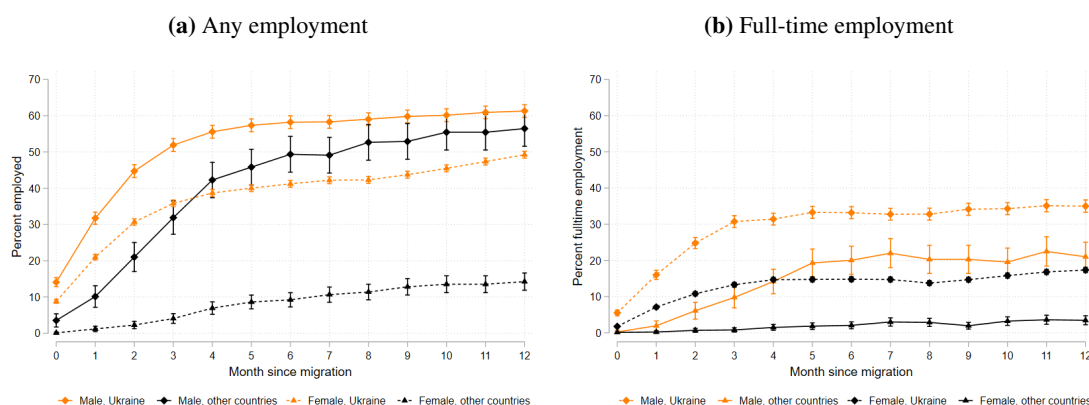 (a) Any employment
(b) Full-time employment
Percent employed
70
60
50
40
30
20
10
0
0 1 2 3 4 5 6 7 8 9 10 11 12
Month since migration
Male. Ukraine Male. other countries Female. Ukraine Female. other countries
Percent fulltime employment
70
60
50
40
30
20
10
0
0 1 2 3 4 5 6 7 8 9 10 11 12
Month since migration
Male. Ukraine Male. other countries Female. Ukraine Female. other countries